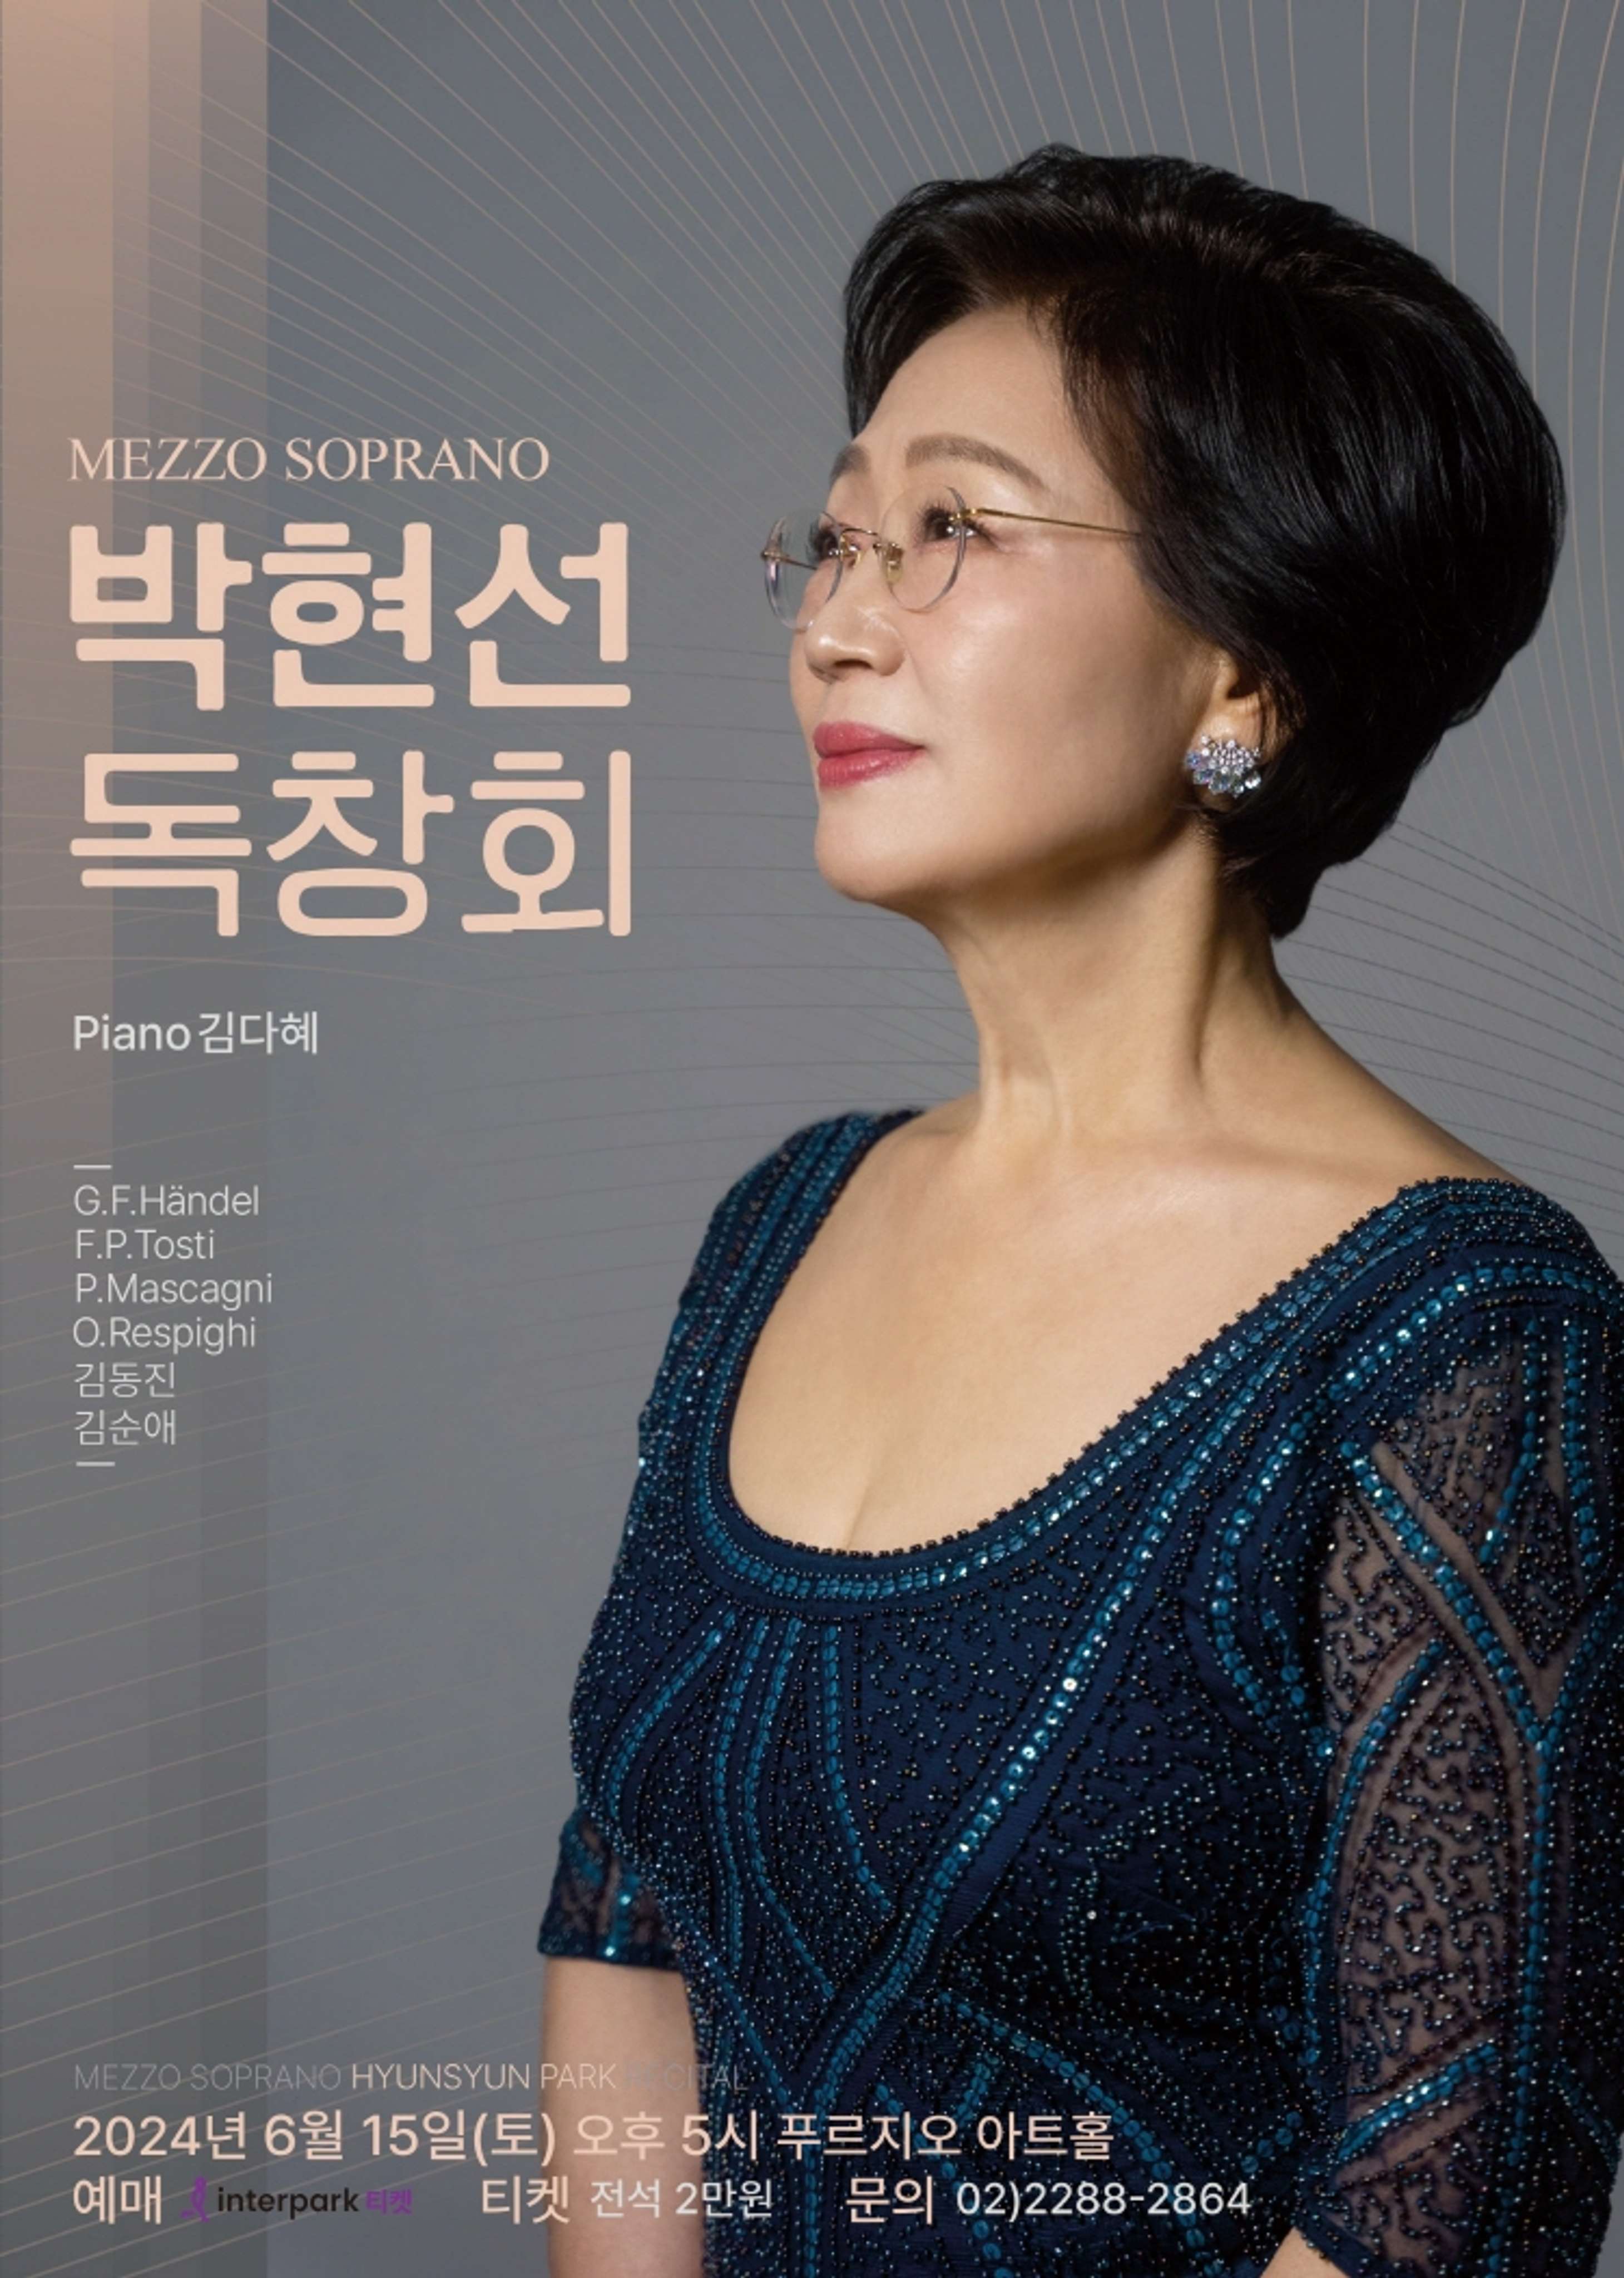 MEZZO SOPRANO
박현선
독창회
Piano 김다혜
G.F.Händel
F.P.Tosti
P.Mascagni
O.Respighi
김동진
김순애
MEZZO SOPRANO HYUNSYUN PARK RECITAL
2024년 6월 15일(토) 오후 5시 푸르지오 아트홀
예매 interpark 티켓 티켓 전석 2만원 문의 02)2288-2864